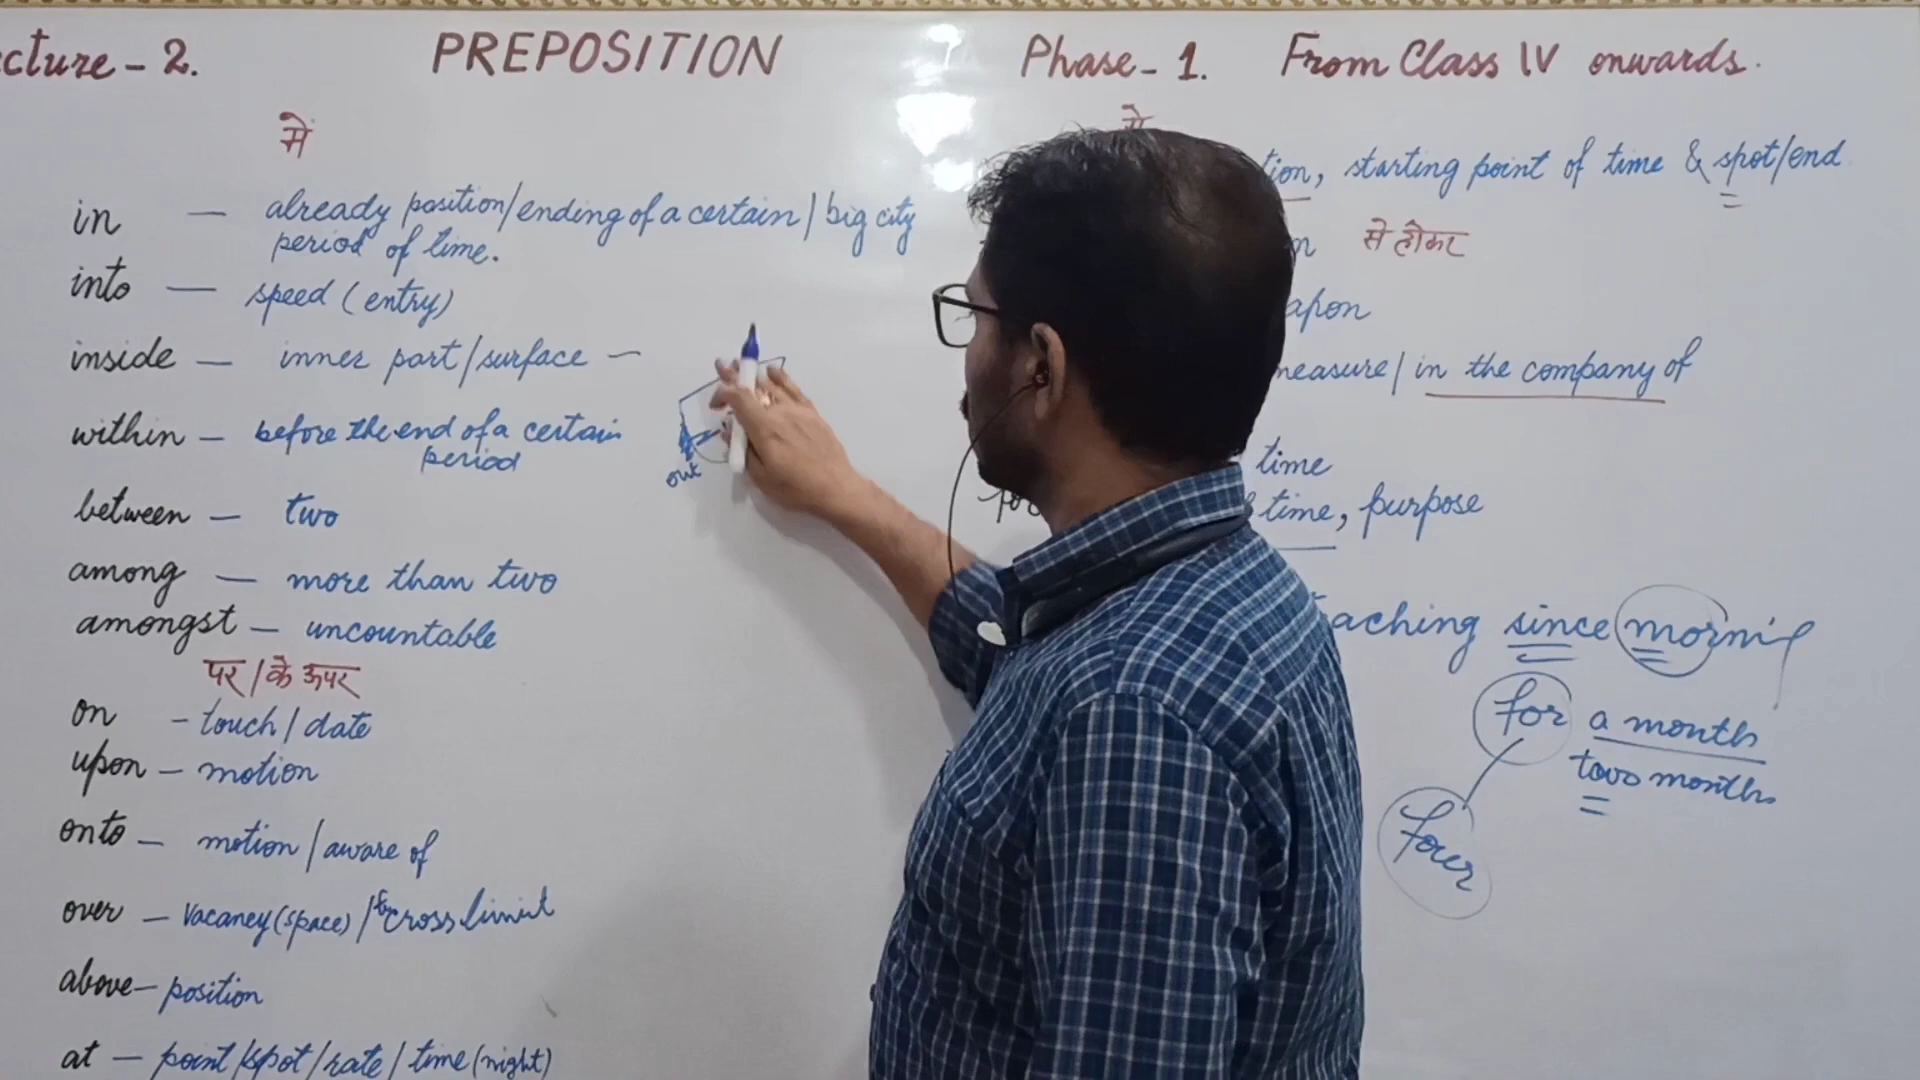 cture - 2. PREPOSITION Phase - 1. From Class IV onwards.
में
in — already position/ending of a certain / big city
period of time.
into — speed (entry)
inside — inner part/surface —
within — before the end of a certain
period
out
between — two
among — more than two
amongst — uncountable
पर/के ऊपर
on - touch / date
upon — motion
onto — motion / aware of
over — vacancy (space) / cross limit
above — position
at — point/spot/rate/time (night)
से
tion, starting point of time & spot/end
से होकर
apon
measure/ in the company of
time
time, purpose
aching since morni
for a month
two months